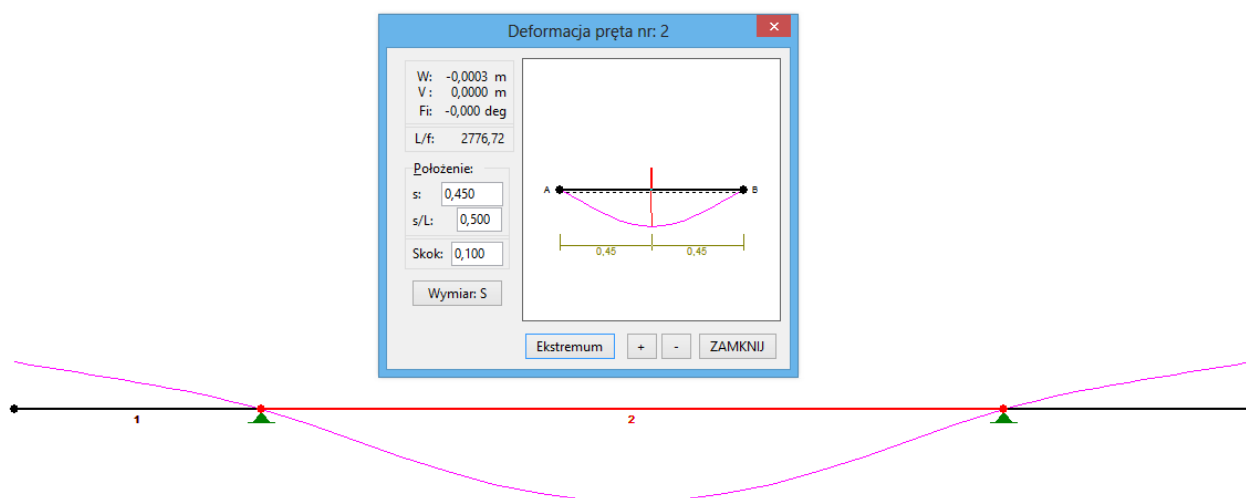 Deformacja pręta nr: 2
W: -0,0003 m
V : 0,0000 m
Fi: -0,000 deg
L/f: 2776,72
Położenie:
s: 0,450
s/L: 0,500
Skok: 0,100
Wymiar: S
A B
0,45 0,45
Ekstremum + - ZAMKNIJ
1 2